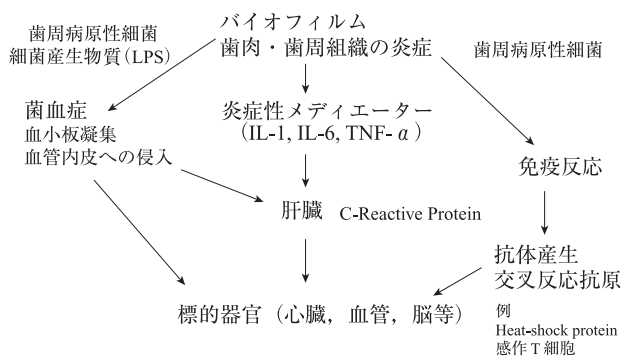 バイオフィルム
歯肉・歯周組織の炎症
歯周病原性細菌
細菌産生物質（LPS）
歯周病原性細菌
菌血症
血小板凝集
血管内皮への侵入
炎症性メディエーター
（IL-1, IL-6, TNF-α）
免疫反応
肝臓 C-Reactive Protein
抗体産生
交叉反応抗原
標的器官（心臓，血管，脳等）
例
Heat-shock protein
感作T細胞